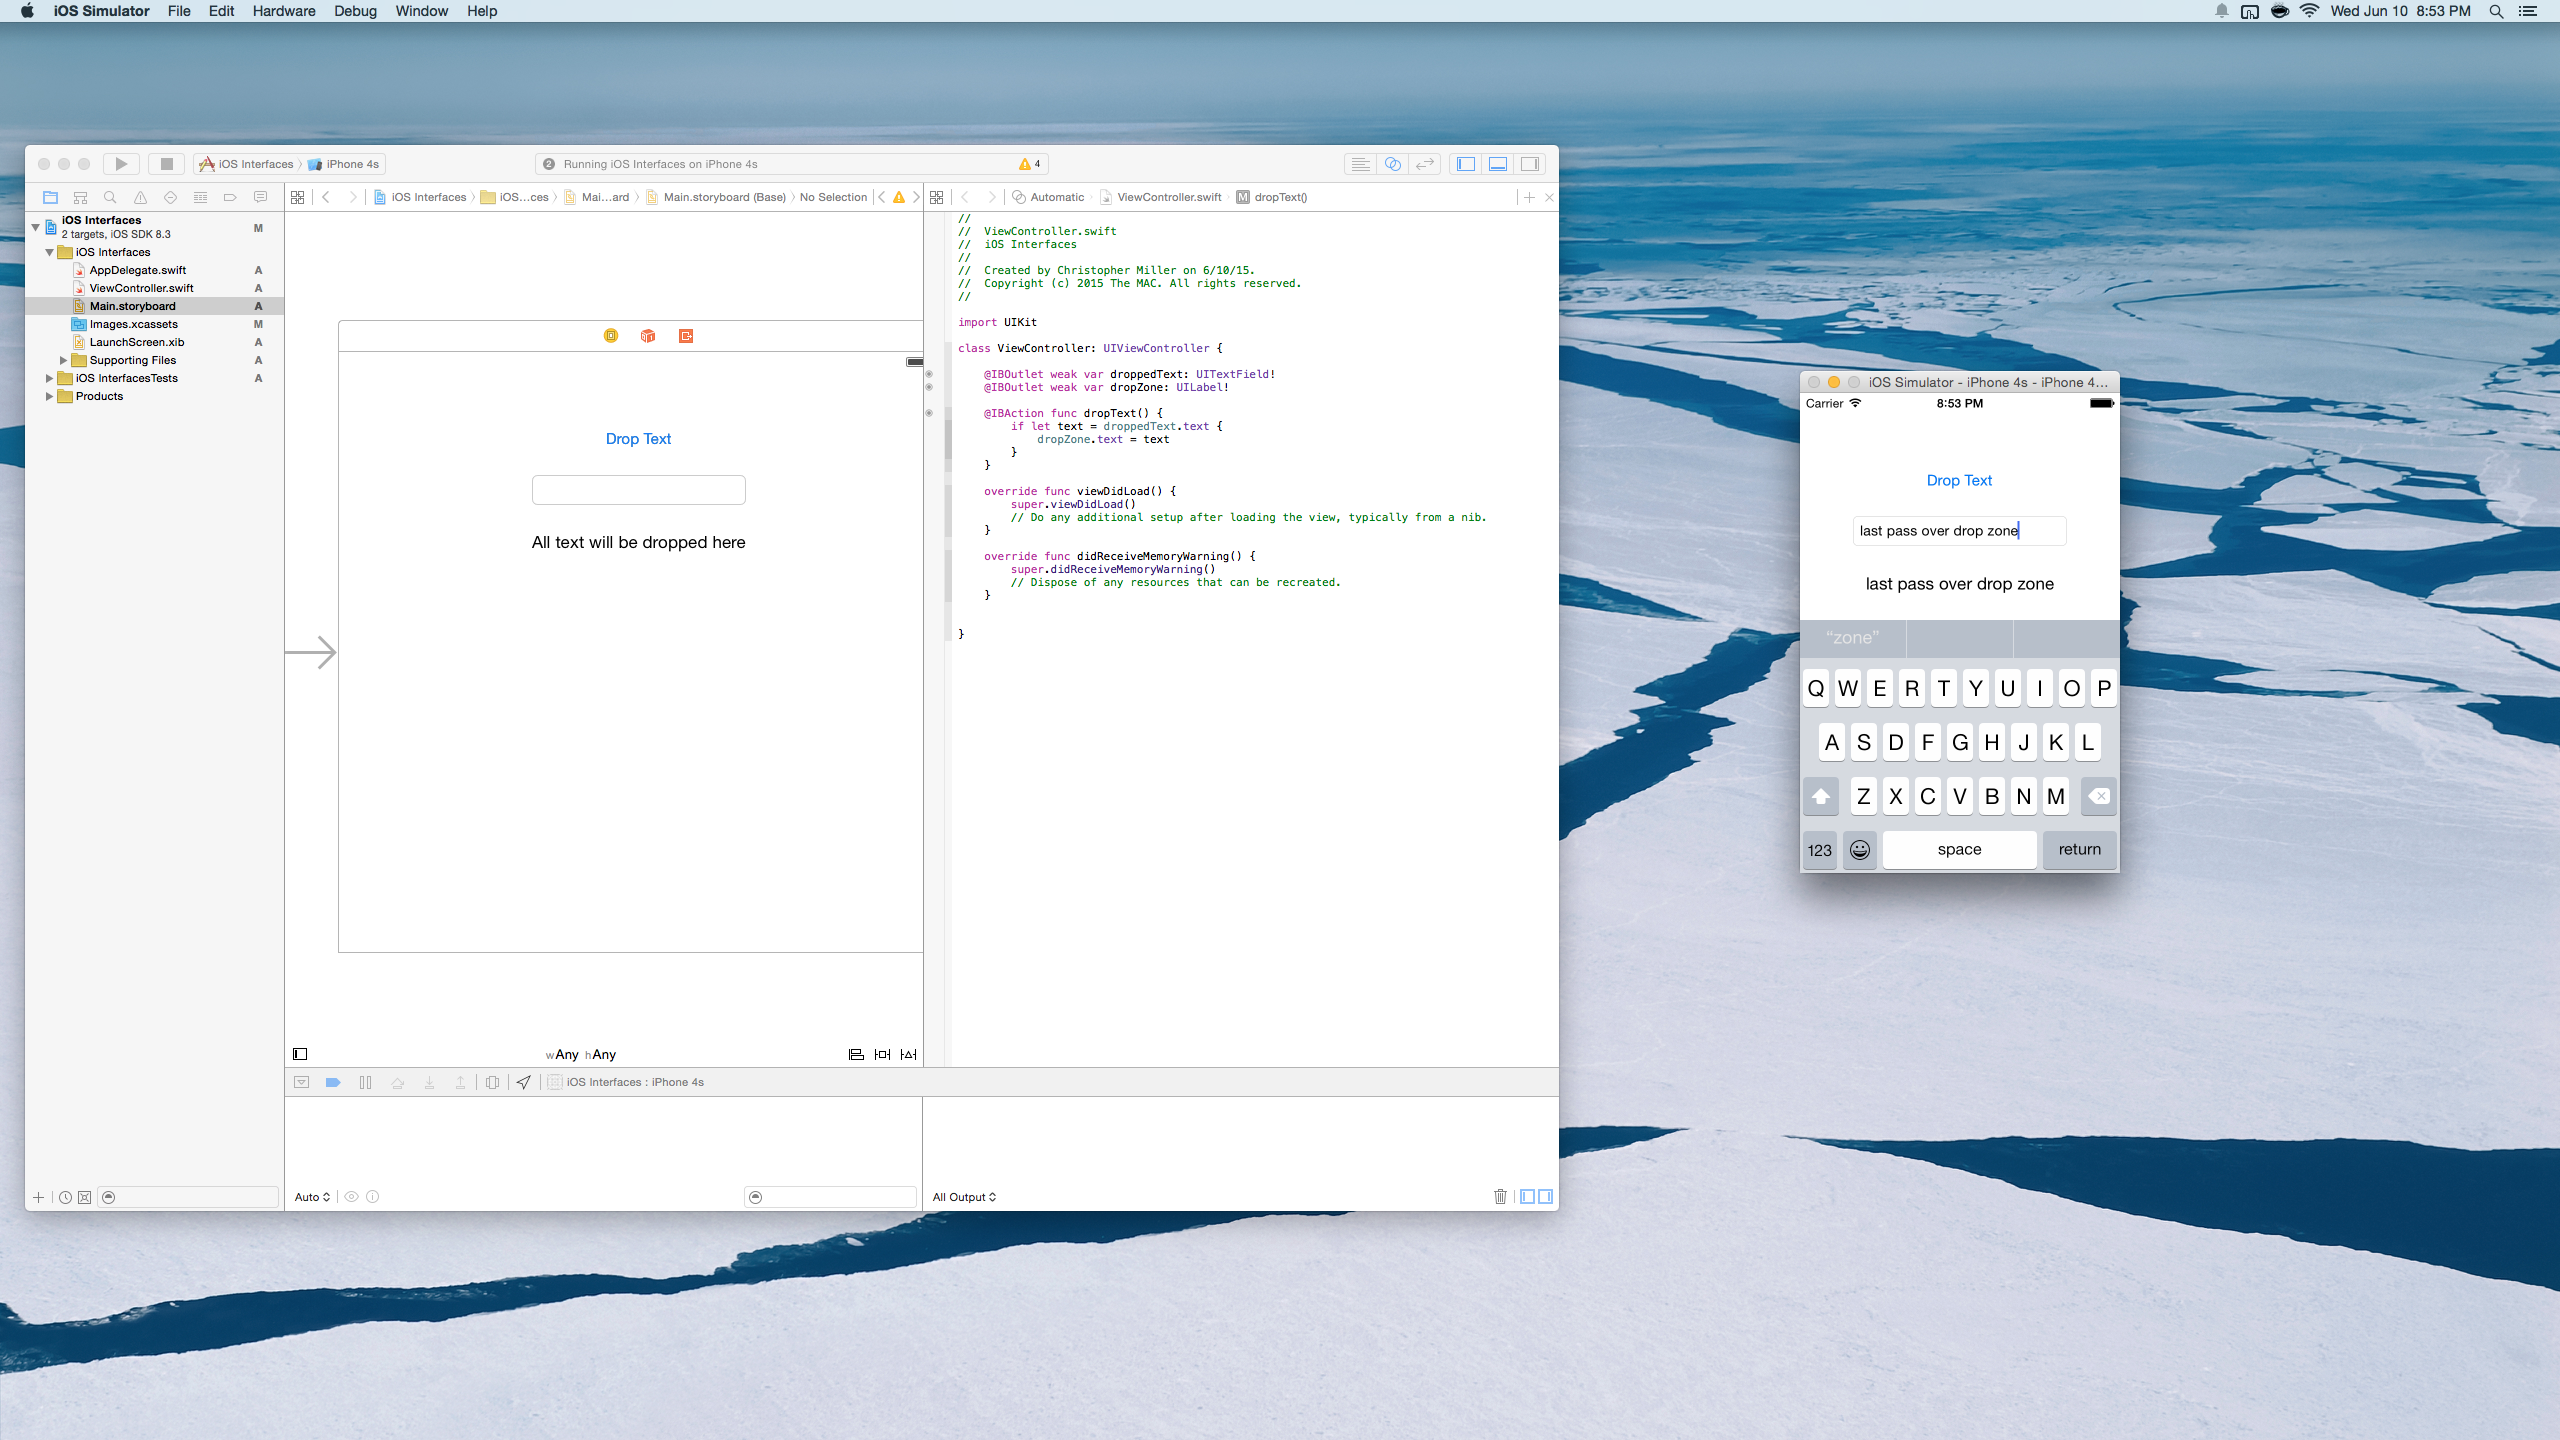 iOS Simulator File Edit Hardware Debug Window Help
Wed Jun 10 8:53 PM
iOS Interfaces iPhone 4s
2 Running iOS Interfaces on iPhone 4s 4
iOS Interfaces
2 targets, iOS SDK 8.3
M
iOS Interfaces
AppDelegate.swift A
ViewController.swift A
Main.storyboard A
Images.xcassets M
LaunchScreen.xib A
Supporting Files A
iOS InterfacesTests A
Products
iOS Interfaces iOS...ces Mai...ard Main.storyboard (Base) No Selection
Drop Text
All text will be dropped here
wAny hAny
Automatic ViewController.swift M dropText()
//
//  ViewController.swift
//  iOS Interfaces
//
//  Created by Christopher Miller on 6/10/15.
//  Copyright (c) 2015 The MAC. All rights reserved.
//
import UIKit
class ViewController: UIViewController {
@IBOutlet weak var droppedText: UITextField!
@IBOutlet weak var dropZone: UILabel!
@IBAction func dropText() {
if let text = droppedText.text {
dropZone.text = text
}
}
override func viewDidLoad() {
super.viewDidLoad()
// Do any additional setup after loading the view, typically from a nib.
}
override func didReceiveMemoryWarning() {
super.didReceiveMemoryWarning()
// Dispose of any resources that can be recreated.
}
}
iOS Interfaces : iPhone 4s
Auto
All Output
iOS Simulator - iPhone 4s - iPhone 4...
Carrier 8:53 PM
Drop Text
last pass over drop zone
last pass over drop zone
“zone”
Q W E R T Y U I O P
A S D F G H J K L
Z X C V B N M
123 space return